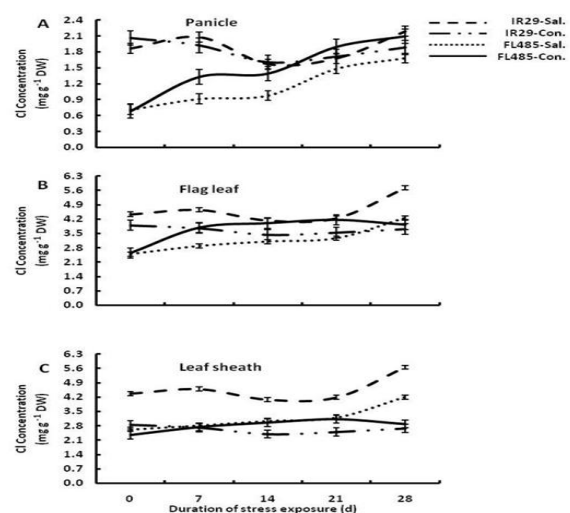 A
Panicle
IR29-Sal.
IR29-Con.
FL485-Sal.
FL485-Con.
Cl Concentration
(mg g⁻¹ DW)
2.4
2.1
1.8
1.5
1.2
0.9
0.6
0.3
0.0
B
Flag leaf
Cl Concentration
(mg g⁻¹ DW)
6.3
5.6
4.9
4.2
3.5
2.8
2.1
1.4
0.7
0.0
C
Leaf sheath
Cl Concentration
(mg g⁻¹ DW)
6.3
5.6
4.9
4.2
3.5
2.8
2.1
1.4
0.7
0.0
0 7 14 21 28
Duration of stress exposure (d)